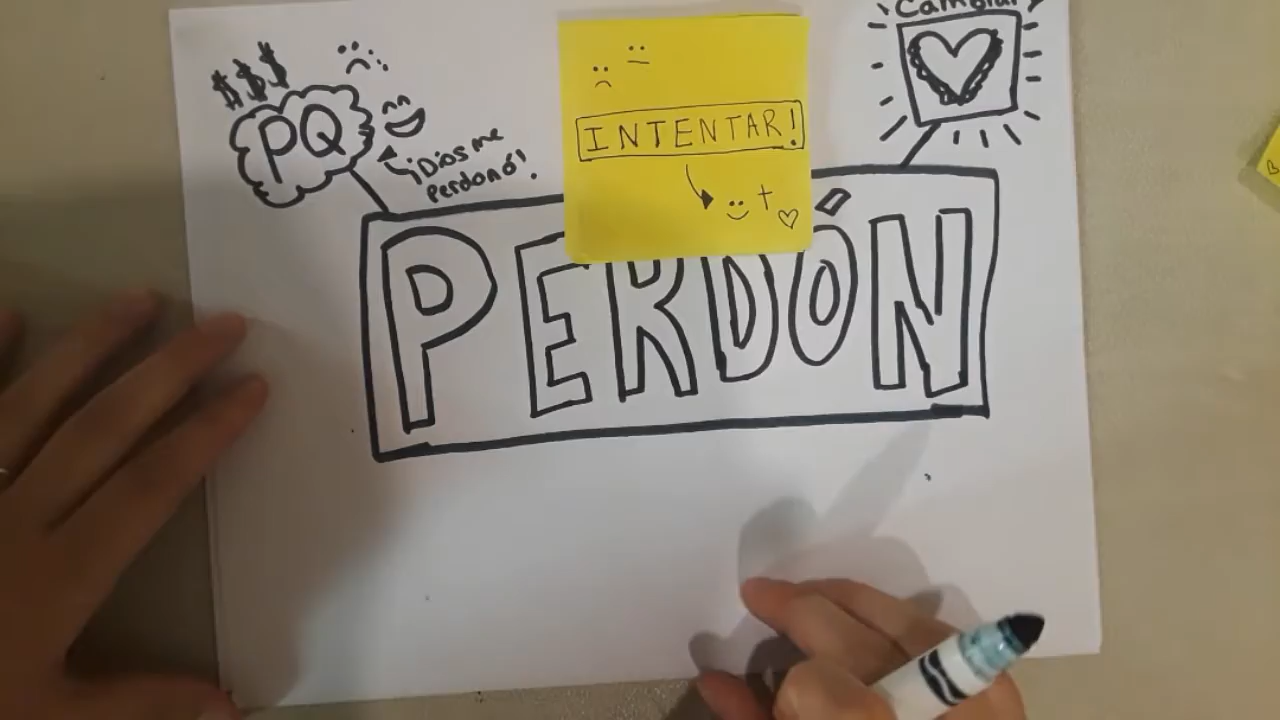 Cambiar
$$$
PQ
¡Dios me
perdonó!
INTENTAR!
PERDÓN